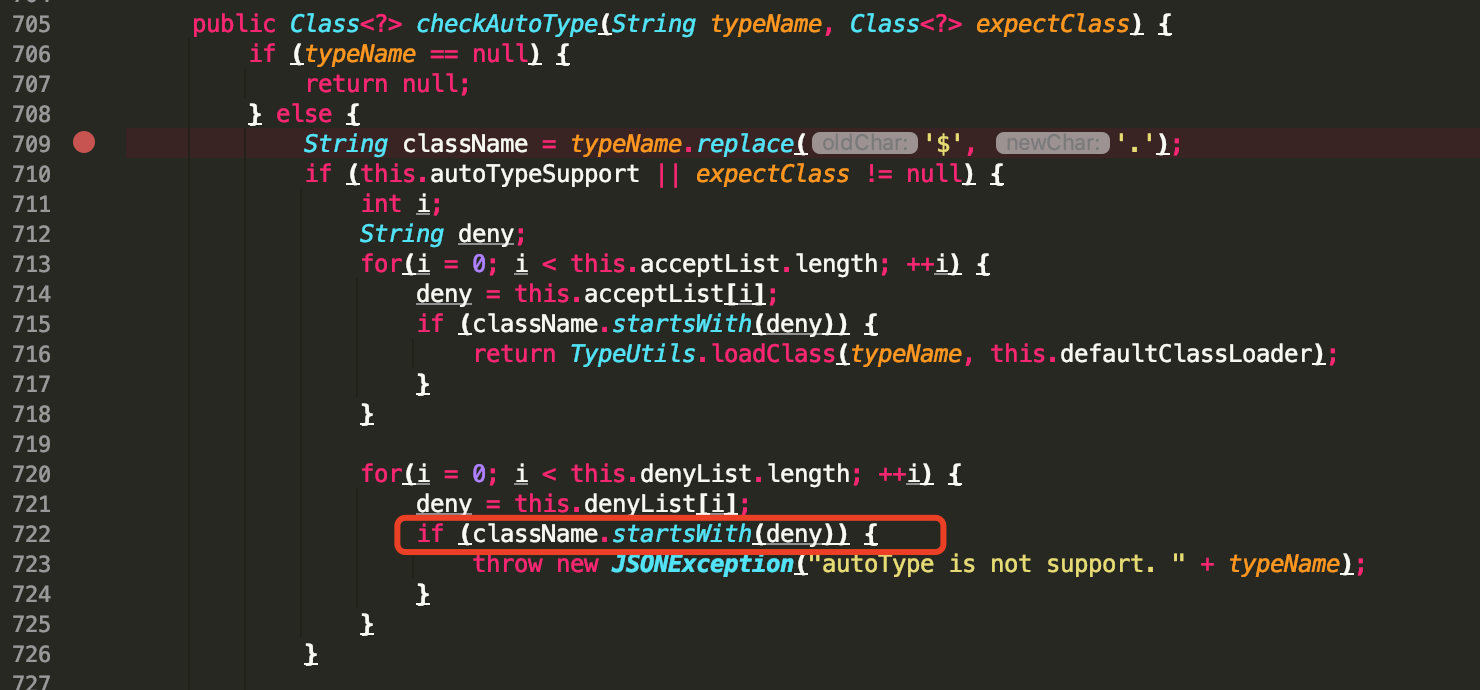 705 public Class<?> checkAutoType(String typeName, Class<?> expectClass) {
706 if (typeName == null) {
707 return null;
708 } else {
709 String className = typeName.replace( oldChar: '$', newChar: '.');
710 if (this.autoTypeSupport || expectClass != null) {
711 int i;
712 String deny;
713 for(i = 0; i < this.acceptList.length; ++i) {
714 deny = this.acceptList[i];
715 if (className.startsWith(deny)) {
716 return TypeUtils.loadClass(typeName, this.defaultClassLoader);
717 }
718 }
719
720 for(i = 0; i < this.denyList.length; ++i) {
721 deny = this.denyList[i];
722 if (className.startsWith(deny)) {
723 throw new JSONException("autoType is not support. " + typeName);
724 }
725 }
726 }
727